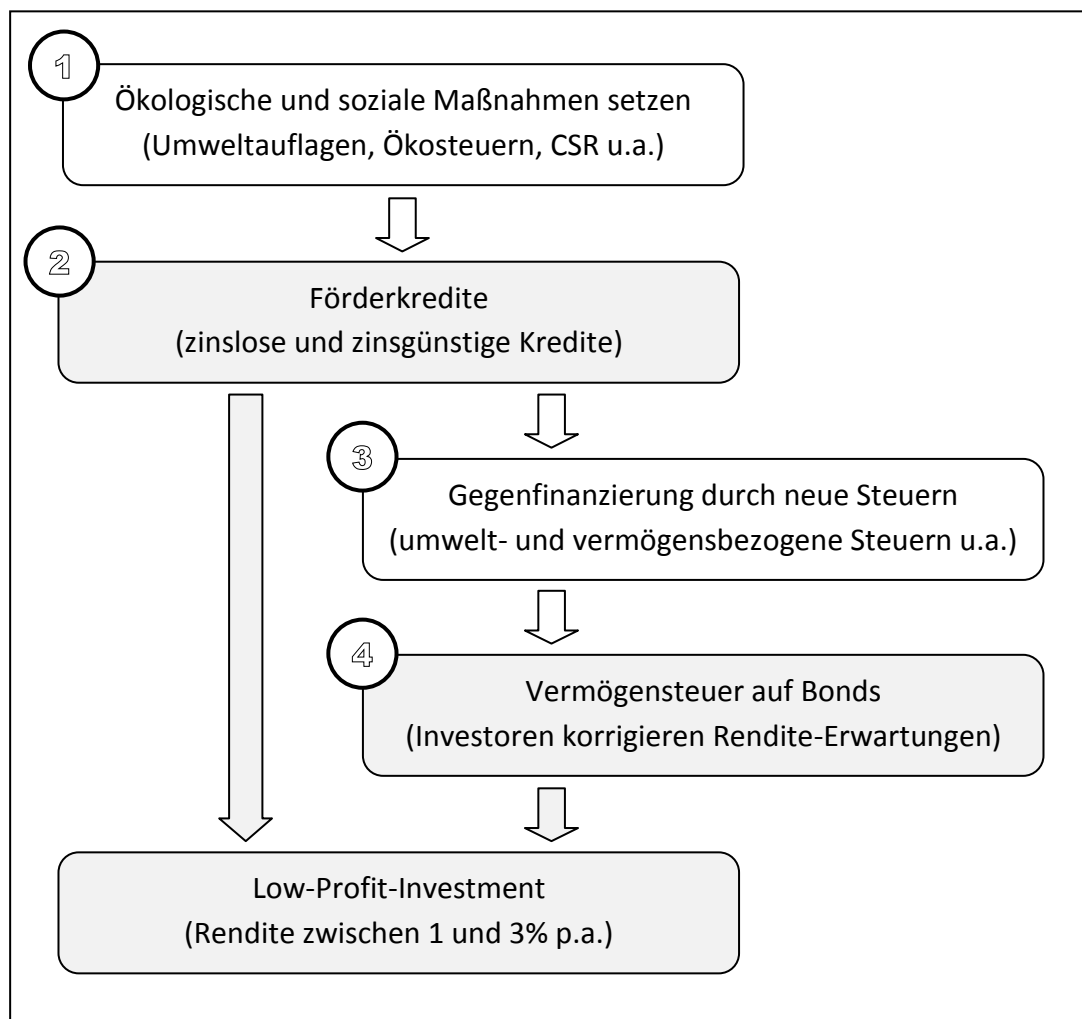 1
Ökologische und soziale Maßnahmen setzen
(Umweltauflagen, Ökosteuern, CSR u.a.)
2
Förderkredite
(zinslose und zinsgünstige Kredite)
3
Gegenfinanzierung durch neue Steuern
(umwelt- und vermögensbezogene Steuern u.a.)
4
Vermögensteuer auf Bonds
(Investoren korrigieren Rendite-Erwartungen)
Low-Profit-Investment
(Rendite zwischen 1 und 3% p.a.)